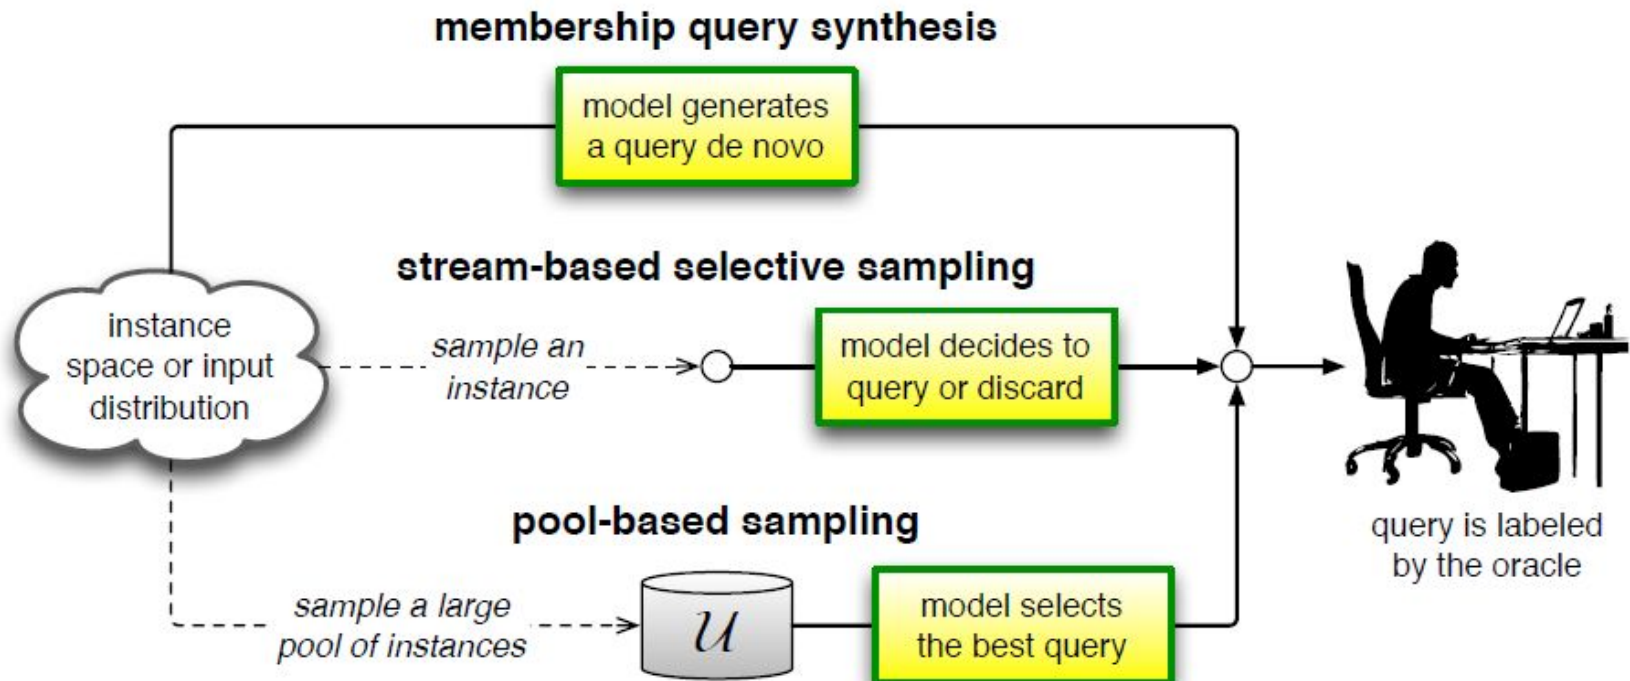 membership query synthesis
model generates
a query de novo
stream-based selective sampling
instance
space or input
distribution
sample an
instance
model decides to
query or discard
pool-based sampling
query is labeled
by the oracle
sample a large
pool of instances
U
model selects
the best query